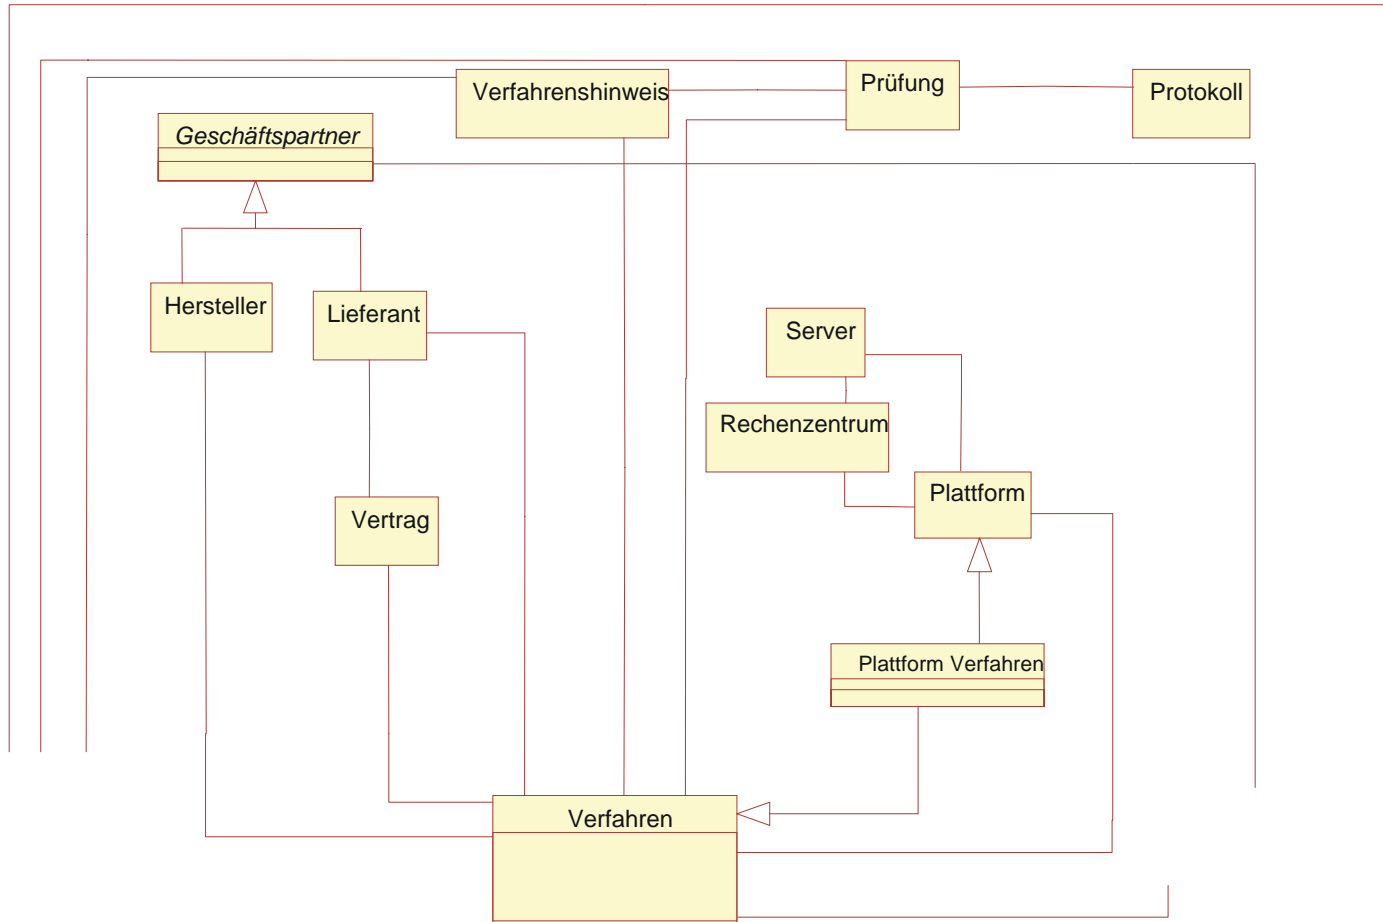 Verfahrenshinweis
Prüfung
Protokoll
Geschäftspartner
Hersteller
Lieferant
Server
Rechenzentrum
Vertrag
Plattform
Plattform Verfahren
Verfahren